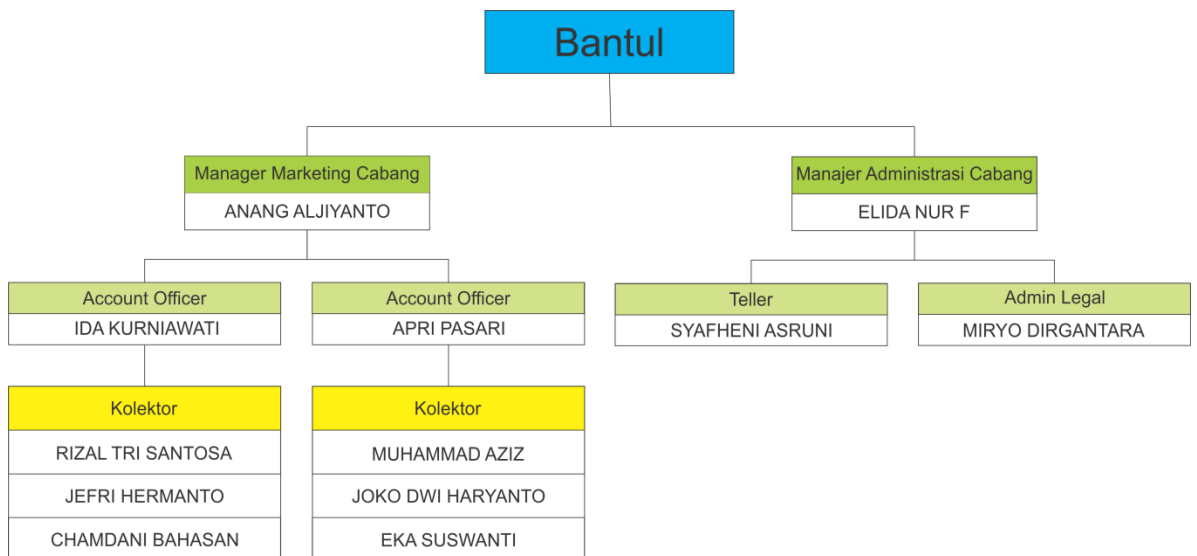 Bantul
Manager Marketing Cabang
ANANG ALJIYANTO
Manajer Administrasi Cabang
ELIDA NUR F
Account Officer
IDA KURNIAWATI
Account Officer
APRI PASARI
Teller
SYAFHENI ASRUNI
Admin Legal
MIRYO DIRGANTARA
Kolektor
RIZAL TRI SANTOSA
JEFRI HERMANTO
CHAMDANI BAHASAN
Kolektor
MUHAMMAD AZIZ
JOKO DWI HARYANTO
EKA SUSWANTI